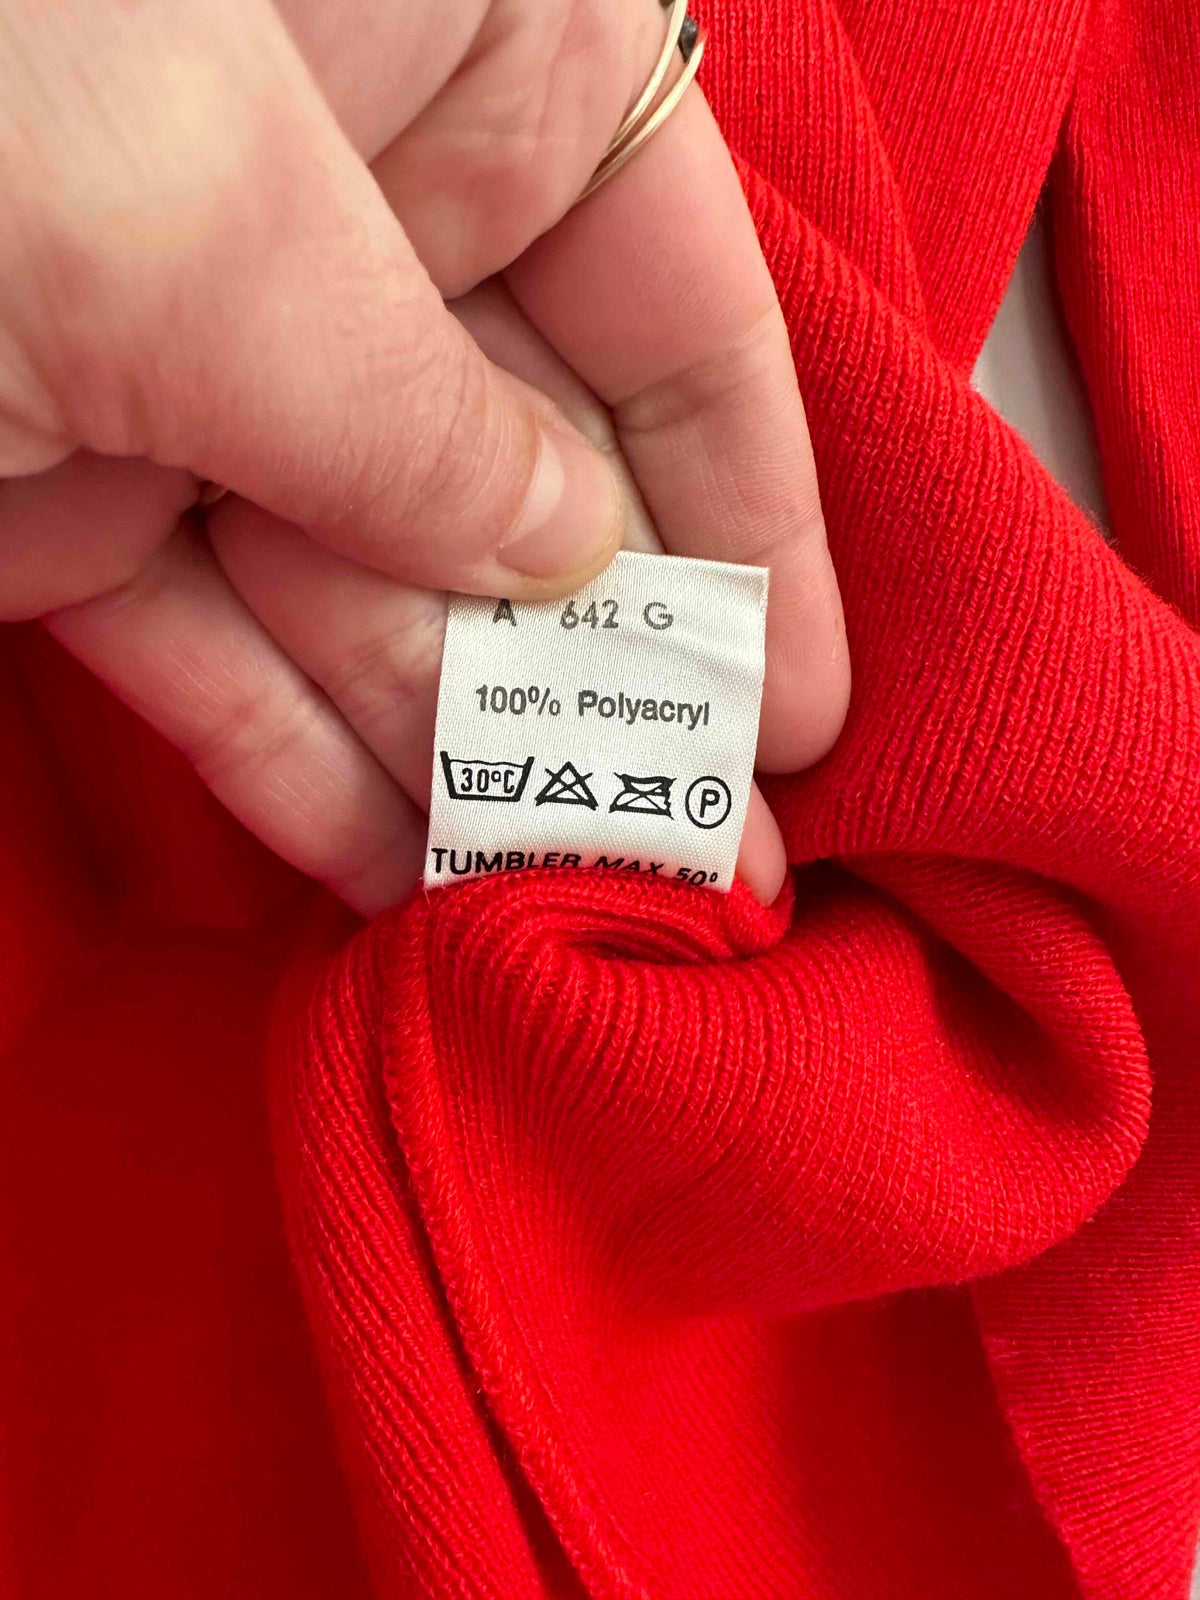 A 642 G
100% Polyacryl
30°C
P
TUMBLER MAX 50°